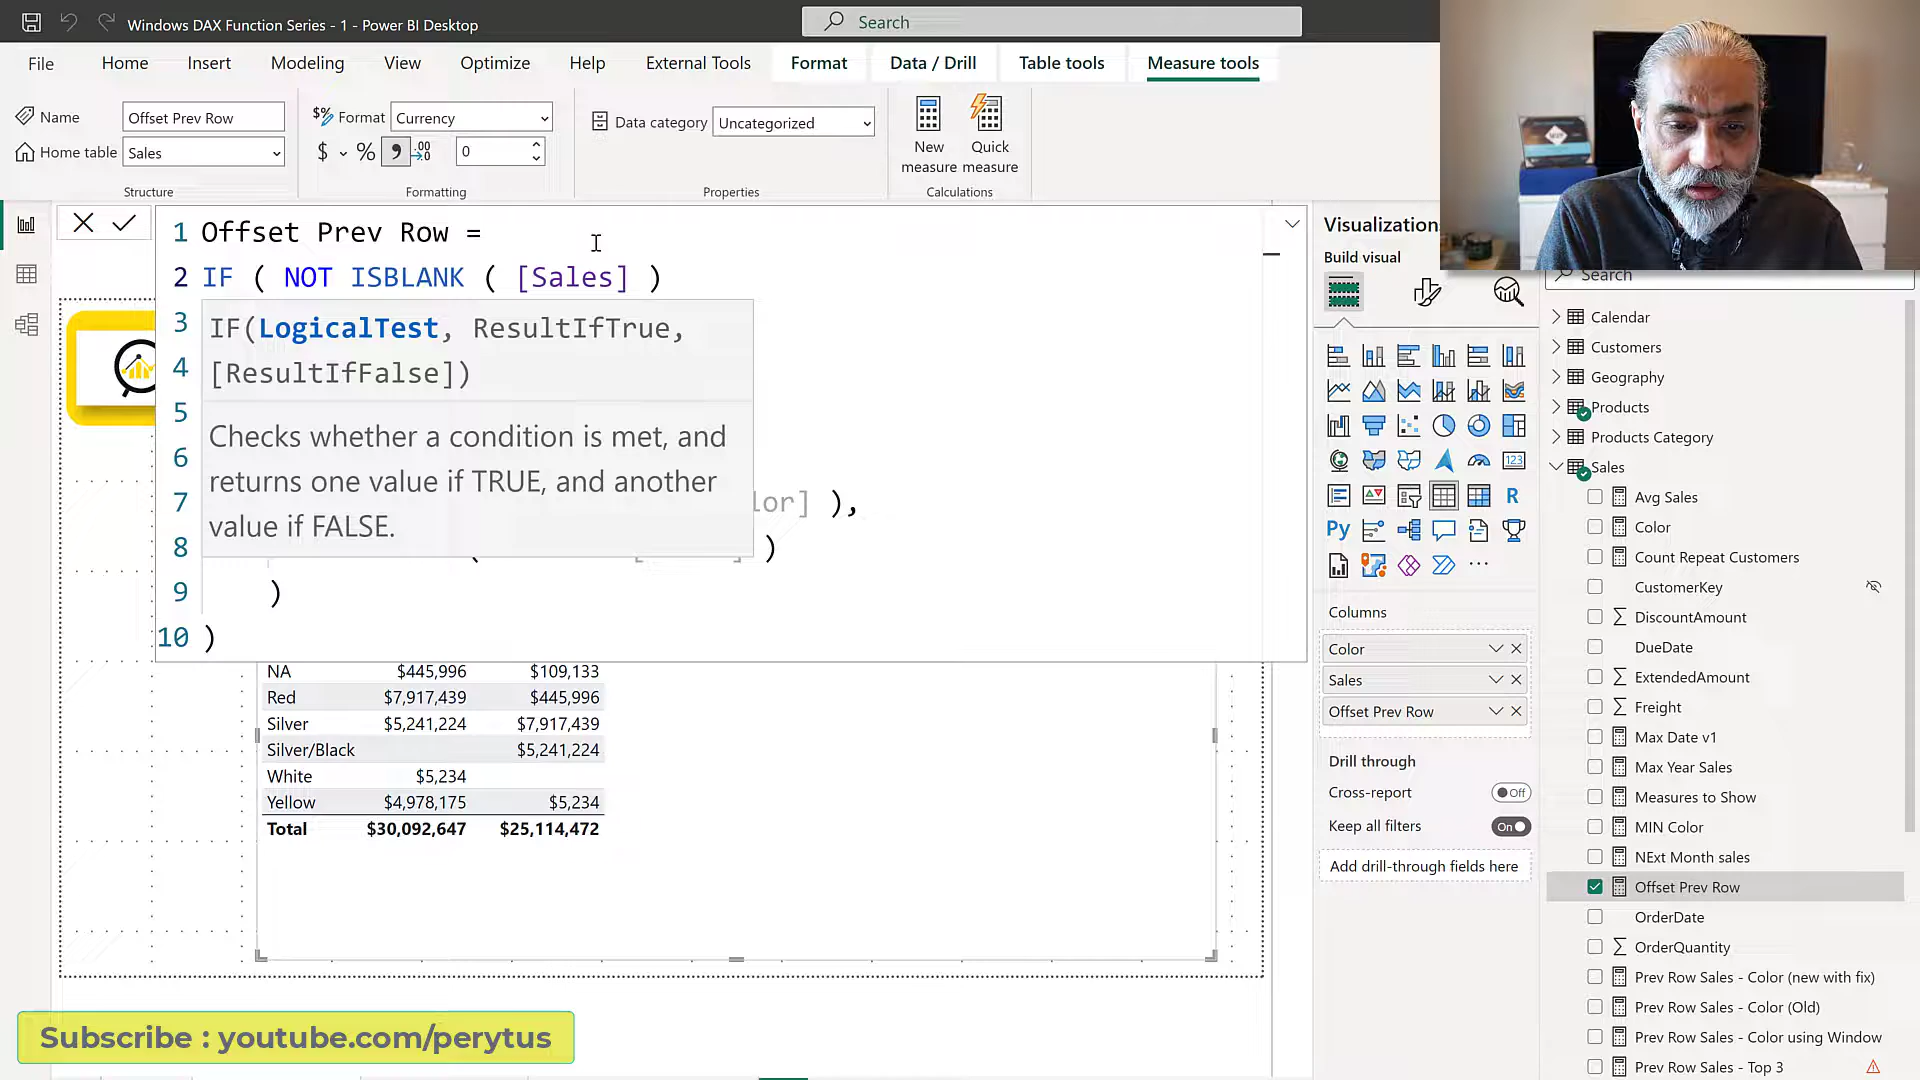 Windows DAX Function Series - 1 - Power BI Desktop
Search
File
Home
Insert
Modeling
View
Optimize
Help
External Tools
Format
Data / Drill
Table tools
Measure tools
Name
Offset Prev Row
Home table
Sales
Structure
Format
Currency
$
%
,
.00
0
Formatting
Data category
Uncategorized
Properties
New
measure
Quick
measure
Calculations
1 Offset Prev Row =
2 IF ( NOT ISBLANK ( [Sales] )
3
4
5
6
7 lor] ),
8 ( [ ] )
9 )
10 )
IF(LogicalTest, ResultIfTrue,
[ResultIfFalse])
Checks whether a condition is met, and
returns one value if TRUE, and another
value if FALSE.
NA $445,996 $109,133
Red $7,917,439 $445,996
Silver $5,241,224 $7,917,439
Silver/Black $5,241,224
White $5,234
Yellow $4,978,175 $5,234
Total $30,092,647 $25,114,472
Subscribe : youtube.com/perytus
Visualization
Build visual
123
R
Py
Columns
Color
Sales
Offset Prev Row
Drill through
Cross-report
Off
Keep all filters
On
Add drill-through fields here
Search
Calendar
Customers
Geography
Products
Products Category
Sales
Avg Sales
Color
Count Repeat Customers
CustomerKey
DiscountAmount
DueDate
ExtendedAmount
Freight
Max Date v1
Max Year Sales
Measures to Show
MIN Color
NExt Month sales
Offset Prev Row
OrderDate
OrderQuantity
Prev Row Sales - Color (new with fix)
Prev Row Sales - Color (Old)
Prev Row Sales - Color using Window
Prev Row Sales - Top 3